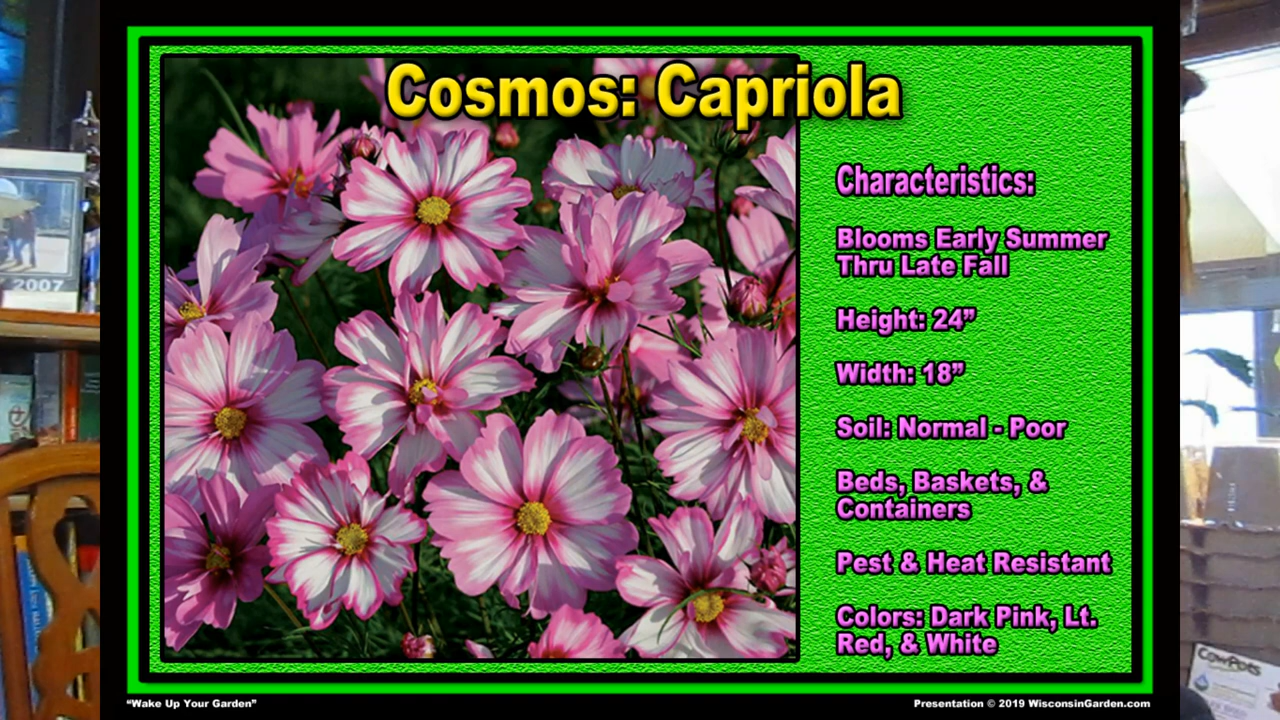 Cosmos: Capriola
Characteristics:
Blooms Early Summer
Thru Late Fall
Height: 24”
Width: 18”
Soil: Normal - Poor
Beds, Baskets, &
Containers
Pest & Heat Resistant
Colors: Dark Pink, Lt.
Red, & White
2007
CowPots
“Wake Up Your Garden”
Presentation © 2019 WisconsinGarden.com